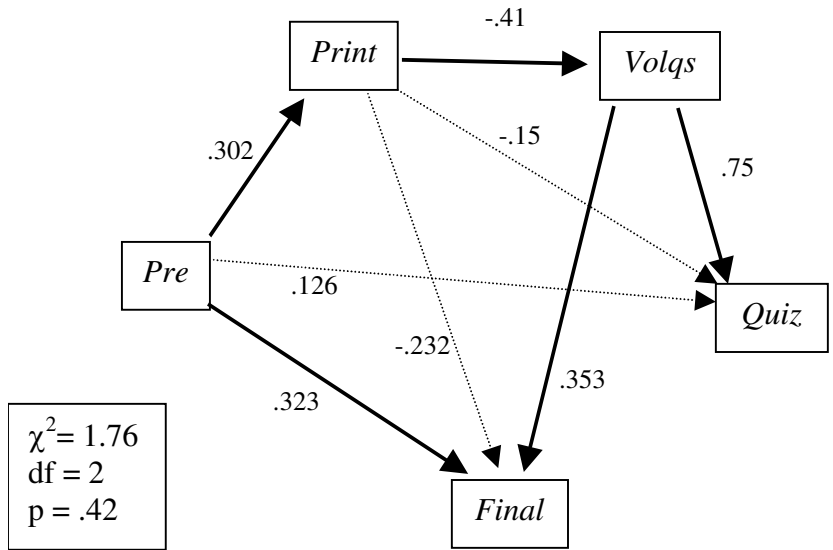 -.41
Print
Volqs
-.15
.302
.75
Pre
.126
Quiz
-.232
.353
.323
χ²= 1.76
df = 2
p = .42
Final